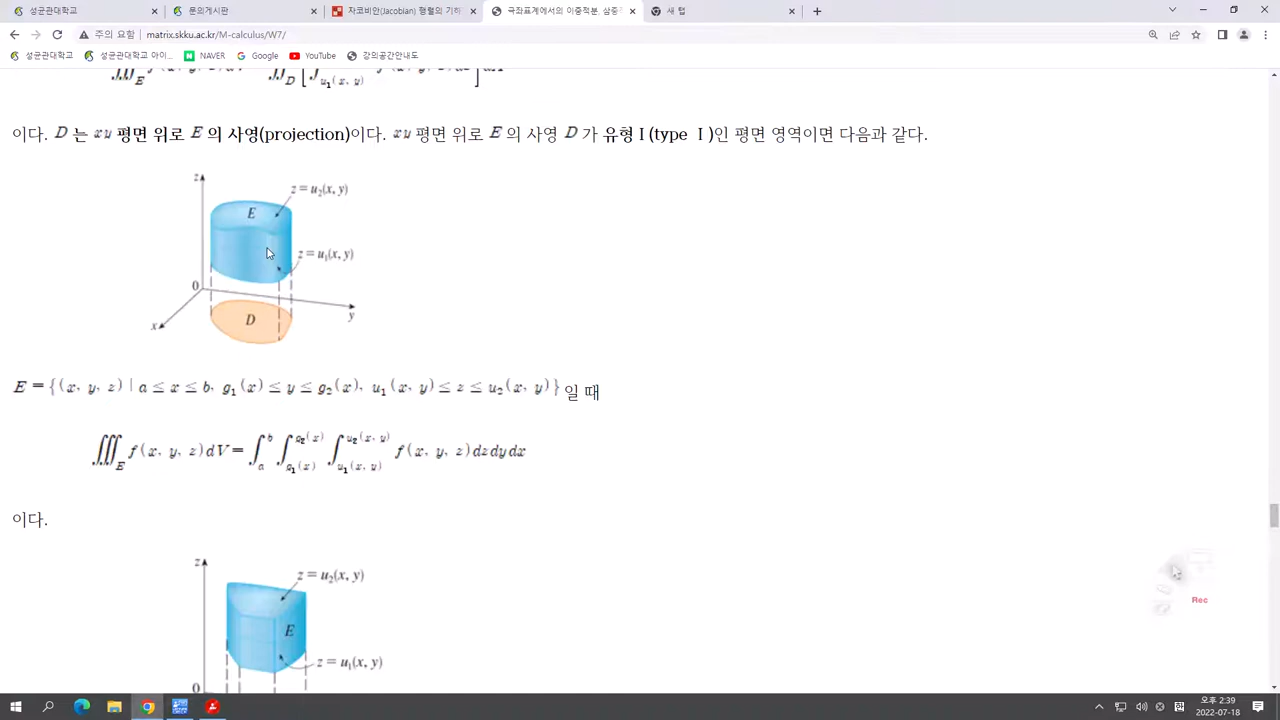 성균관대학교
문의게시판
자코비안(Jacobian) 행렬의 기하
극좌표계에서의 이중적분, 삼중
새 탭
주의 요함
matrix.skku.ac.kr/M-calculus/W7/
성균관대학교
성균관대학교 아이...
NAVER
Google
YouTube
강의공간안내도
이다. D 는 xy 평면 위로 E 의 사영(projection)이다. xy 평면 위로 E 의 사영 D 가 유형 I (type I)인 평면 영역이면 다음과 같다.
z
z = u₂(x, y)
E
z = u₁(x, y)
0
D
x
y
E = {(x, y, z) | a ≤ x ≤ b, g₁(x) ≤ y ≤ g₂(x), u₁(x, y) ≤ z ≤ u₂(x, y)} 일 때
∭_E f(x, y, z)dV = ∫_a^b ∫_{g₁(x)}^{g₂(x)} ∫_{u₁(x, y)}^{u₂(x, y)} f(x, y, z)dzdydx
이다.
z
z = u₂(x, y)
E
z = u₁(x, y)
0
Rec
오후 2:39
2022-07-18